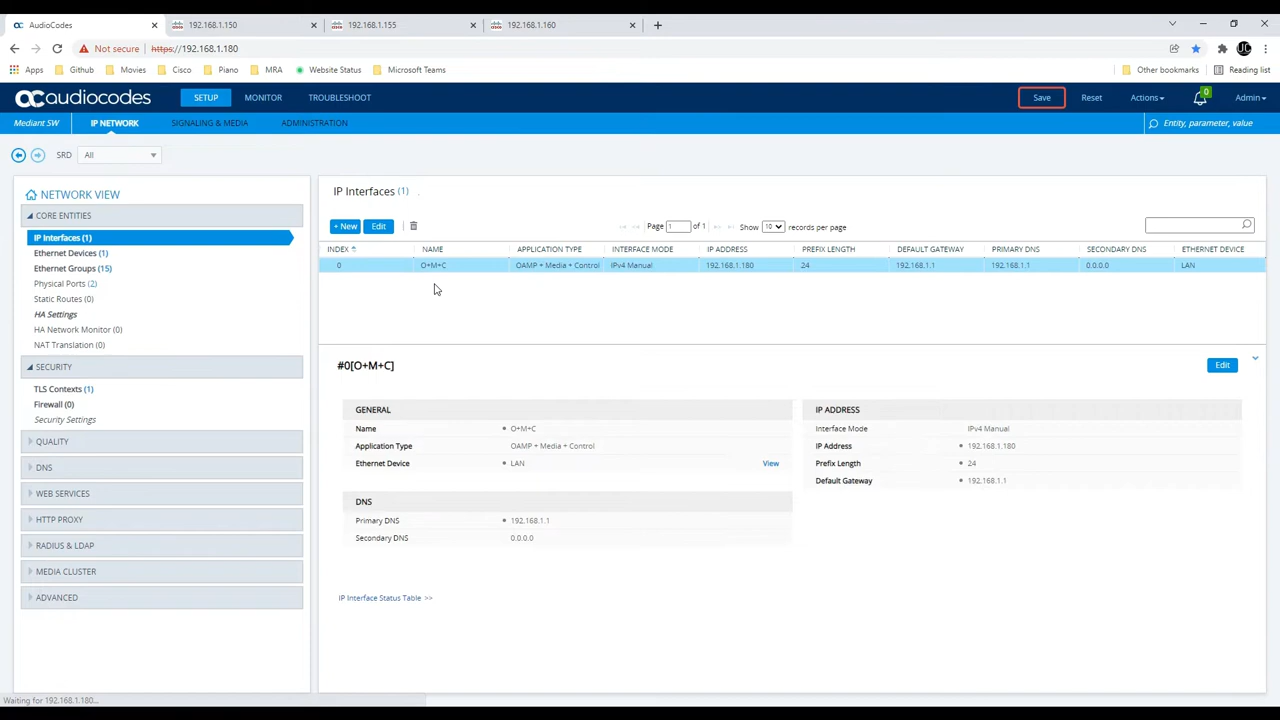 AudioCodes
192.168.1.150
192.168.1.155
192.168.1.160
Not secure https://192.168.1.180
JC
Apps Github Movies Cisco Piano MRA Website Status Microsoft Teams Other bookmarks Reading list
audiocodes SETUP MONITOR TROUBLESHOOT Save Reset Actions 0 Admin
Mediant SW IP NETWORK SIGNALING & MEDIA ADMINISTRATION Entity, parameter, value
SRD All
NETWORK VIEW
CORE ENTITIES
IP Interfaces (1)
Ethernet Devices (1)
Ethernet Groups (15)
Physical Ports (2)
Static Routes (0)
HA Settings
HA Network Monitor (0)
NAT Translation (0)
SECURITY
TLS Contexts (1)
Firewall (0)
Security Settings
QUALITY
DNS
WEB SERVICES
HTTP PROXY
RADIUS & LDAP
MEDIA CLUSTER
ADVANCED
IP Interfaces (1)
+ New Edit Page 1 of 1 Show 10 records per page
INDEX NAME APPLICATION TYPE INTERFACE MODE IP ADDRESS PREFIX LENGTH DEFAULT GATEWAY PRIMARY DNS SECONDARY DNS ETHERNET DEVICE
0 O+M+C OAMP + Media + Control IPv4 Manual 192.168.1.180 24 192.168.1.1 192.168.1.1 0.0.0.0 LAN
#0[O+M+C] Edit
GENERAL
Name O+M+C
Application Type OAMP + Media + Control
Ethernet Device LAN View
DNS
Primary DNS 192.168.1.1
Secondary DNS 0.0.0.0
IP ADDRESS
Interface Mode IPv4 Manual
IP Address 192.168.1.180
Prefix Length 24
Default Gateway 192.168.1.1
IP Interface Status Table >>
Waiting for 192.168.1.180...